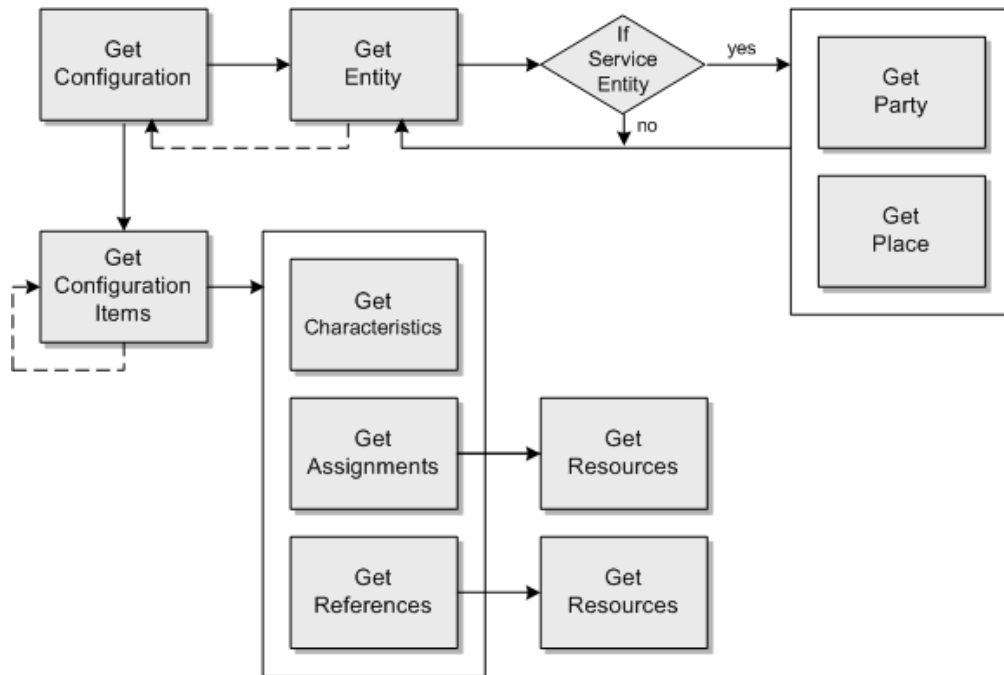 Get
Configuration
Get
Entity
If
Service
Entity
yes
no
Get
Party
Get
Place
Get
Configuration
Items
Get
Characteristics
Get
Assignments
Get
Resources
Get
References
Get
Resources